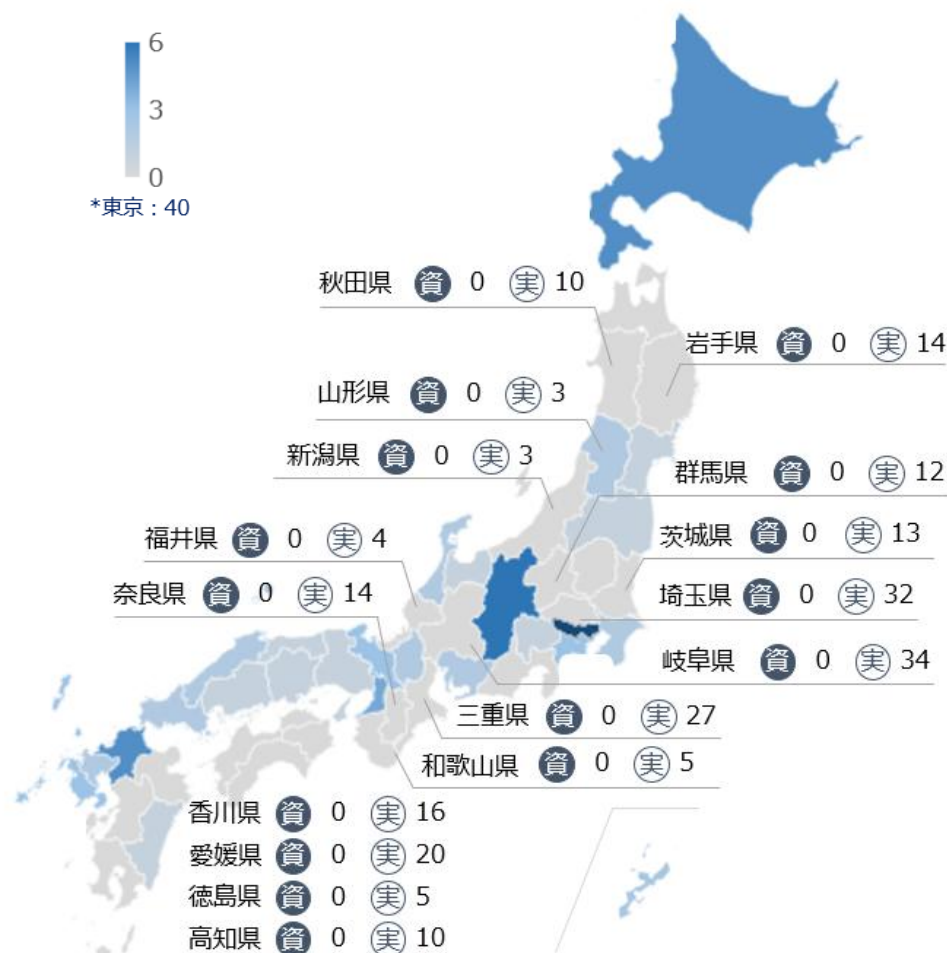 6
3
0
*東京：40
秋田県 資 0 実 10
岩手県 資 0 実 14
山形県 資 0 実 3
新潟県 資 0 実 3
群馬県 資 0 実 12
福井県 資 0 実 4
茨城県 資 0 実 13
奈良県 資 0 実 14
埼玉県 資 0 実 32
岐阜県 資 0 実 34
三重県 資 0 実 27
和歌山県 資 0 実 5
香川県 資 0 実 16
愛媛県 資 0 実 20
徳島県 資 0 実 5
高知県 資 0 実 10